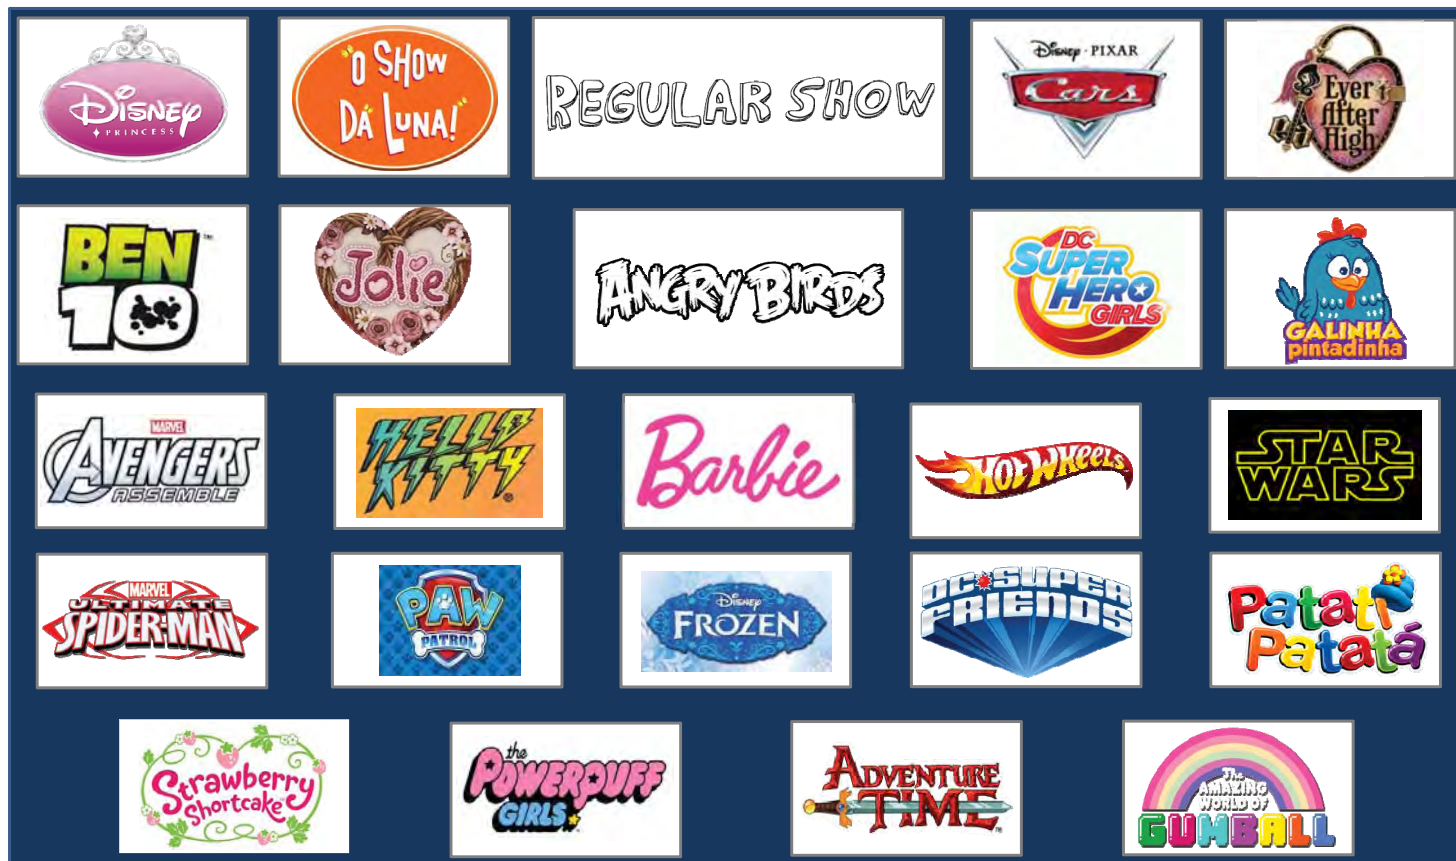 Disney
PRINCESS
"O SHOW
DA LUNA!"
REGULAR SHOW
Disney · PIXAR
Cars
Ever
After
High
BEN
10
™
Jolie
ANGRY BIRDS
DC
SUPER
HERO
GIRLS
GALINHA
pintadinha
MARVEL
AVENGERS
ASSEMBLE
HELLO
KITTY
®
Barbie
HOT WHEELS
STAR
WARS
MARVEL
ULTIMATE
SPIDER-MAN
PAW
PATROL
Disney
FROZEN
DC SUPER
FRIENDS
Patati
Patatá
Strawberry
Shortcake
the
POWERPUFF
GIRLS
ADVENTURE
TIME
™
The
AMAZING
WORLD OF
GUMBALL